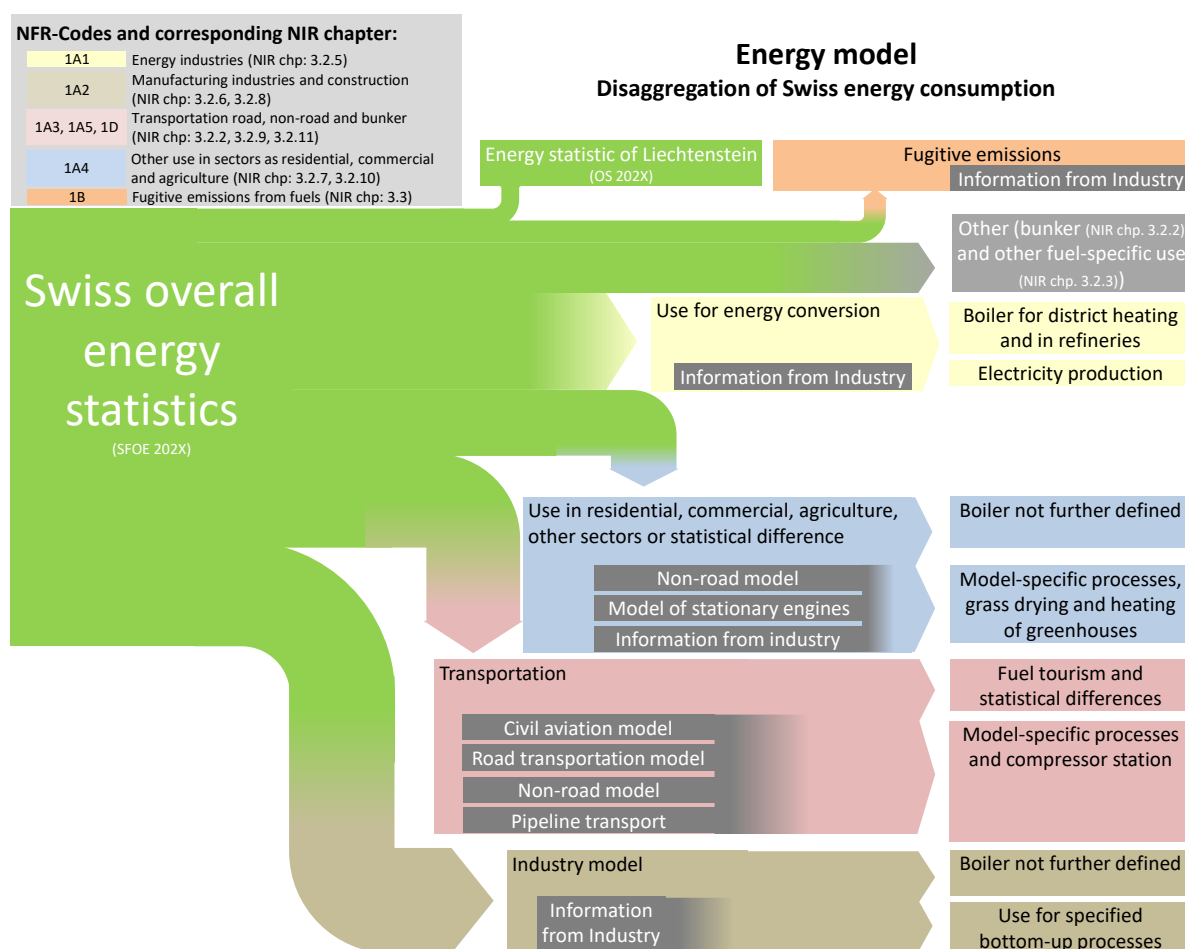 NFR-Codes and corresponding NIR chapter:
1A1 Energy industries (NIR chp: 3.2.5)
1A2 Manufacturing industries and construction
(NIR chp: 3.2.6, 3.2.8)
1A3, 1A5, 1D Transportation road, non-road and bunker
(NIR chp: 3.2.2, 3.2.9, 3.2.11)
1A4 Other use in sectors as residential, commercial
and agriculture (NIR chp: 3.2.7, 3.2.10)
1B Fugitive emissions from fuels (NIR chp: 3.3)
Energy model
Disaggregation of Swiss energy consumption
Energy statistic of Liechtenstein
(OS 202X)
Fugitive emissions
Information from Industry
Other (bunker (NIR chp. 3.2.2)
and other fuel-specific use
(NIR chp. 3.2.3))
Swiss overall
energy
statistics
(SFOE 202X)
Use for energy conversion
Information from Industry
Boiler for district heating
and in refineries
Electricity production
Use in residential, commercial, agriculture,
other sectors or statistical difference
Non-road model
Model of stationary engines
Information from industry
Boiler not further defined
Model-specific processes,
grass drying and heating
of greenhouses
Transportation
Civil aviation model
Road transportation model
Non-road model
Pipeline transport
Fuel tourism and
statistical differences
Model-specific processes
and compressor station
Industry model
Information
from Industry
Boiler not further defined
Use for specified
bottom-up processes